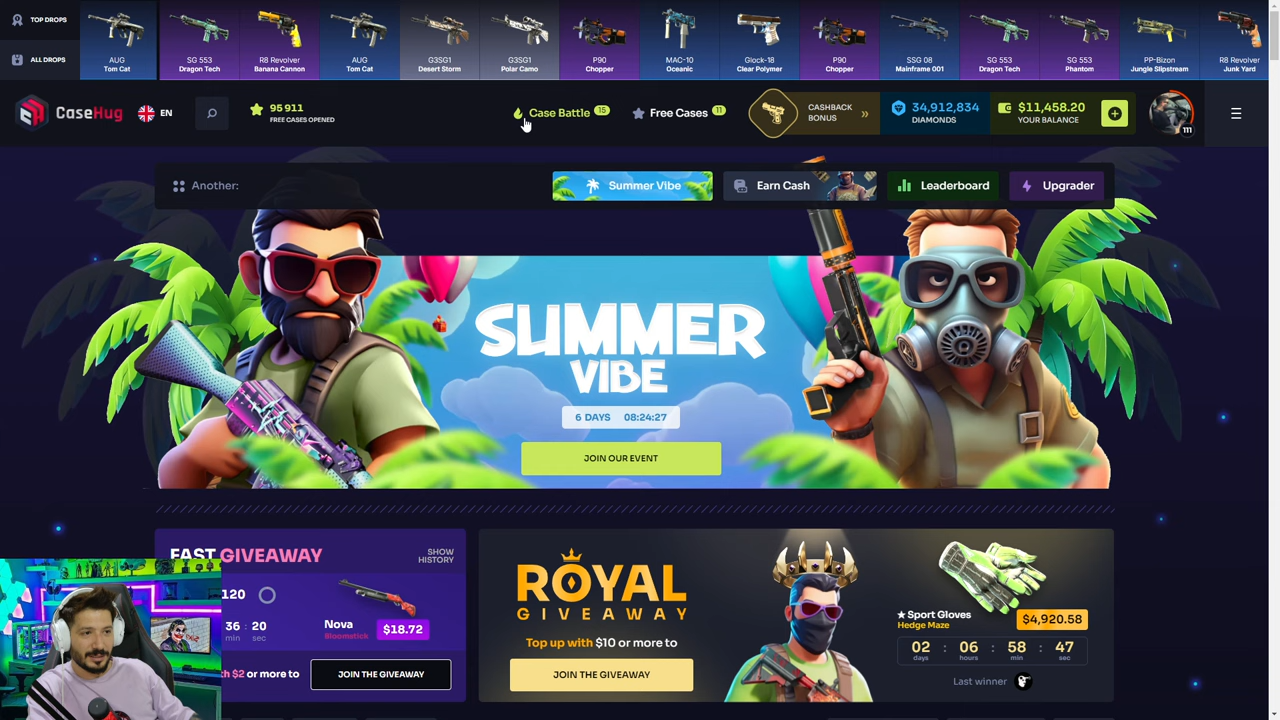 TOP DROPS
ALL DROPS
AUG
Tom Cat
SG 553
Dragon Tech
R8 Revolver
Banana Cannon
AUG
Tom Cat
G3SG1
Desert Storm
G3SG1
Polar Camo
P90
Chopper
MAC-10
Oceanic
Glock-18
Clear Polymer
P90
Chopper
SSG 08
Mainframe 001
SG 553
Dragon Tech
SG 553
Phantom
PP-Bizon
Jungle Slipstream
R8 Revolver
Junk Yard
CaseHug
EN
95 911
FREE CASES OPENED
Case Battle 15
Free Cases 11
CASHBACK
BONUS »
34,912,834
DIAMONDS
$11,458.20
YOUR BALANCE
111
Another:
Summer Vibe
Earn Cash
Leaderboard
Upgrader
SUMMER
VIBE
6 DAYS 08:24:27
JOIN OUR EVENT
FAST GIVEAWAY
SHOW
HISTORY
120
36 : 20
min sec
Nova
Bloomstick
$18.72
h $2 or more to
JOIN THE GIVEAWAY
ROYAL
GIVEAWAY
Top up with $10 or more to
JOIN THE GIVEAWAY
★ Sport Gloves
Hedge Maze
$4,920.58
02 : 06 : 58 : 47
days hours min sec
Last winner